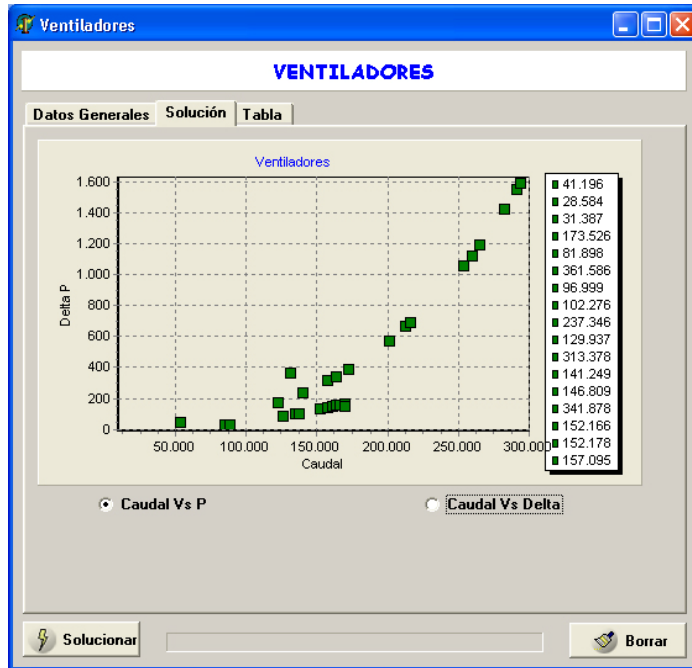 Ventiladores
VENTILADORES
Datos Generales Solución Tabla
Ventiladores
1.600
1.400
1.200
1.000
800
600
400
200
0
Delta P
50.000 100.000 150.000 200.000 250.000 300.000
Caudal
41.196
28.584
31.387
173.526
81.898
361.586
96.999
102.276
237.346
129.937
313.378
141.249
146.809
341.878
152.166
152.178
157.095
Caudal Vs P Caudal Vs Delta
Solucionar Borrar